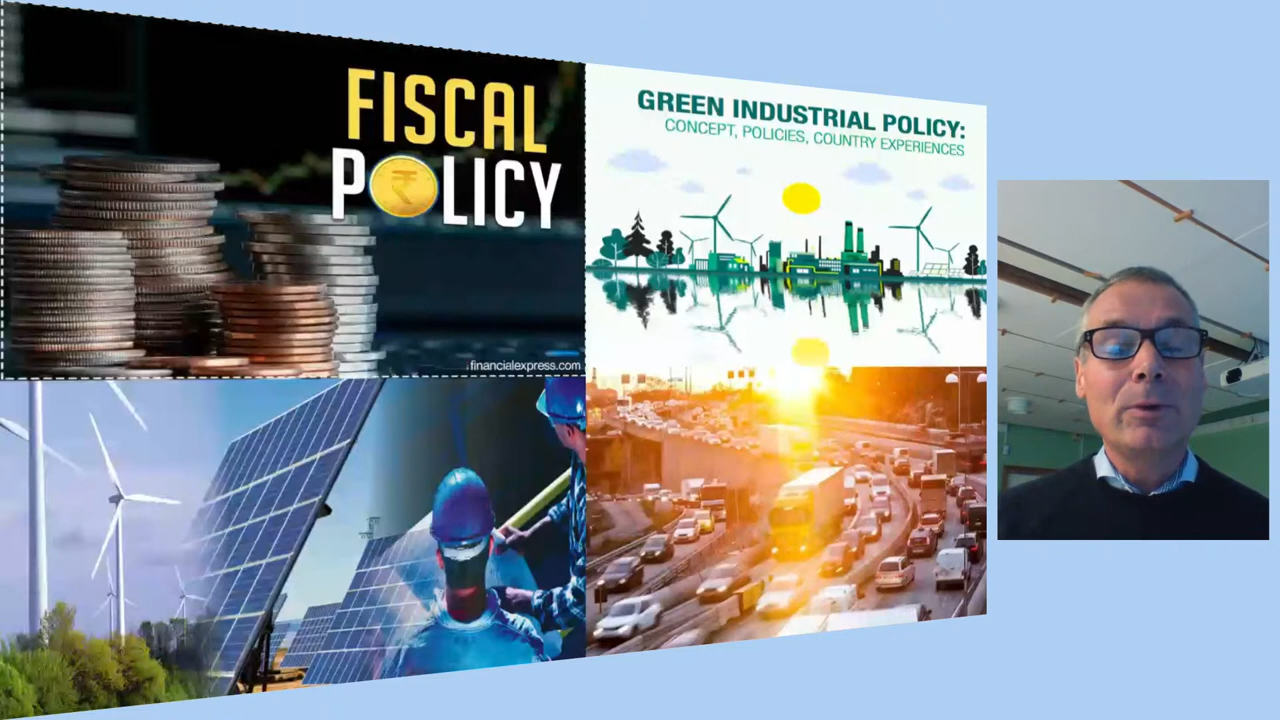 FISCAL
POLICY
financialexpress.com
GREEN INDUSTRIAL POLICY:
CONCEPT, POLICIES, COUNTRY EXPERIENCES